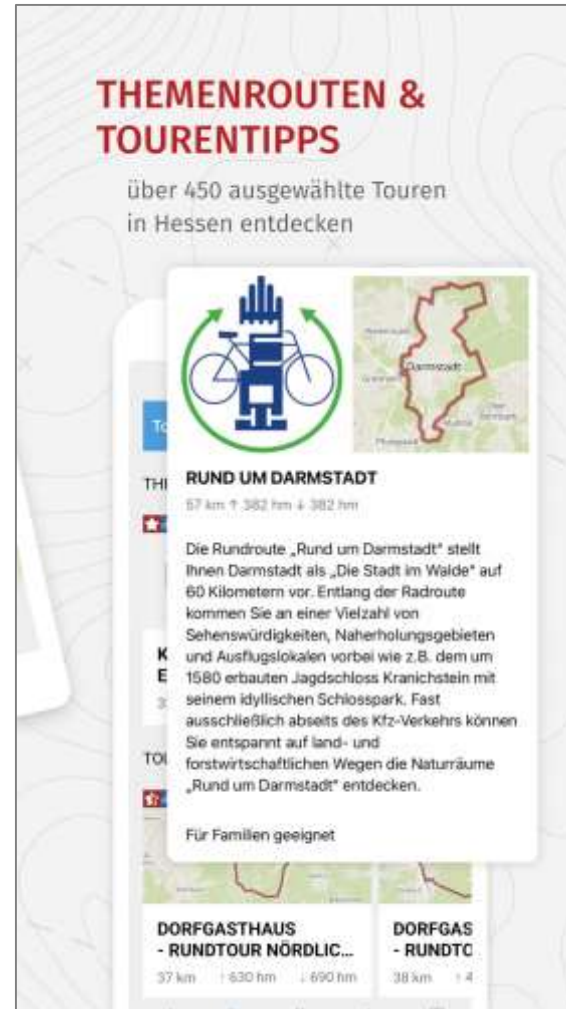 THEMENROUTEN &
TOURENTIPPS
über 450 ausgewählte Touren
in Hessen entdecken
Darmstadt
RUND UM DARMSTADT
57 km ↑ 382 hm ↓ 382 hm
Die Rundroute „Rund um Darmstadt" stellt
Ihnen Darmstadt als „Die Stadt im Walde" auf
60 Kilometern vor. Entlang der Radroute
kommen Sie an einer Vielzahl von
Sehenswürdigkeiten, Naherholungsgebieten
und Ausflugslokalen vorbei wie z.B. dem um
1580 erbauten Jagdschloss Kranichstein mit
seinem idyllischen Schlosspark. Fast
ausschließlich abseits des Kfz-Verkehrs können
Sie entspannt auf land- und
forstwirtschaftlichen Wegen die Naturräume
„Rund um Darmstadt" entdecken.
Für Familien geeignet
DORFGASTHAUS
- RUNDTOUR NÖRDLIC...
37 km ↑ 630 hm ↓ 690 hm
DORFGAS
- RUNDTO
38 km ↑ 4